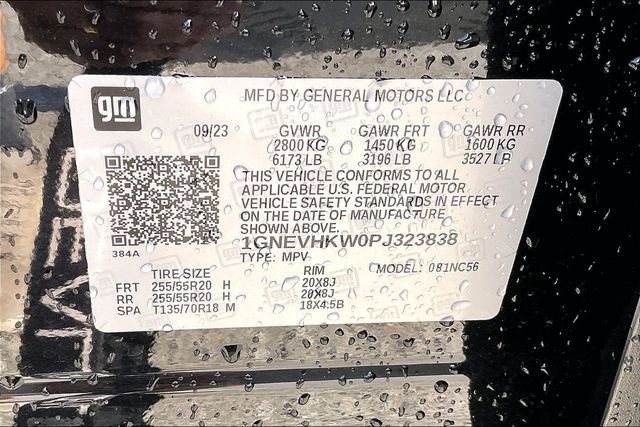 gm
MFD BY GENERAL MOTORS LLC
09/23 GVWR GAWR FRT GAWR RR
2800 KG 1450 KG 1600 KG
6173 LB 3196 LB 3527 LB
THIS VEHICLE CONFORMS TO ALL
APPLICABLE U.S. FEDERAL MOTOR
VEHICLE SAFETY STANDARDS IN EFFECT
ON THE DATE OF MANUFACTURE
SHOWN ABOVE.
1GNEVHKW0PJ323838
384A
TYPE: MPV
TIRE SIZE RIM MODEL: 081NC56
FRT 255/55R20 H 20X8J
RR 255/55R20 H 20X8J
SPA T135/70R18 M 18X4.5B